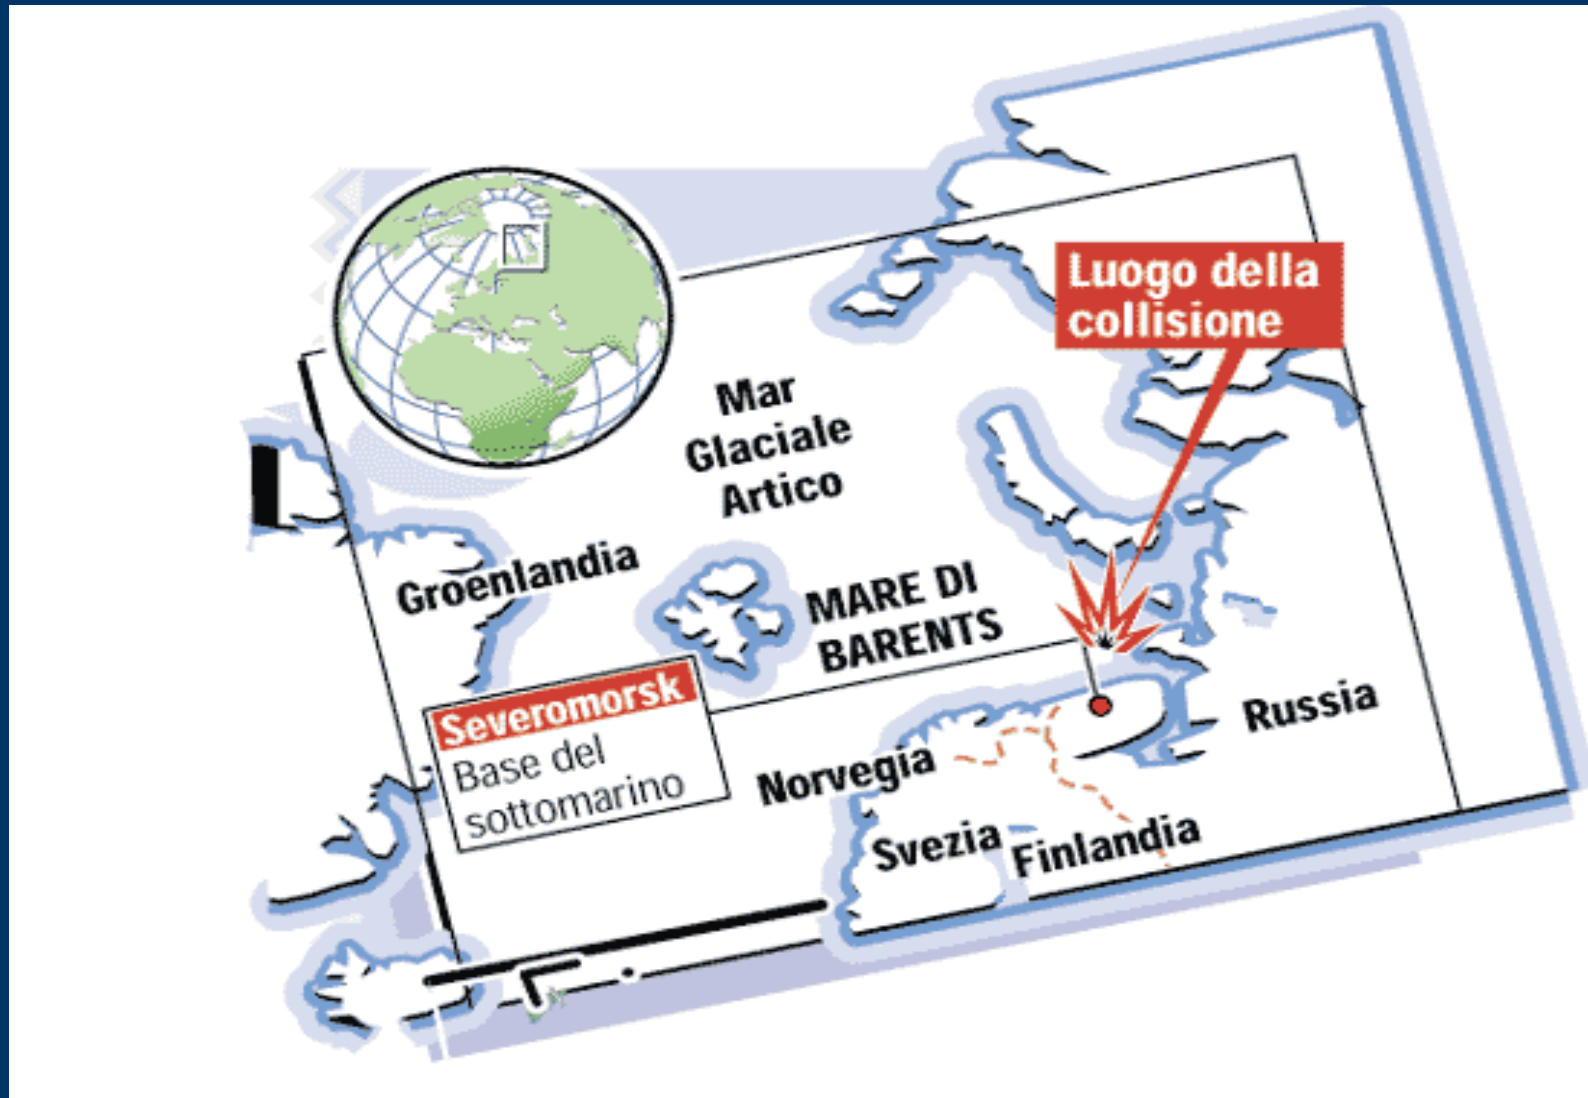 Luogo della
collisione
Mar
Glaciale
Artico
Groenlandia
MARE DI
BARENTS
Severomorsk
Base del
sottomarino
Russia
Norvegia
Svezia
Finlandia